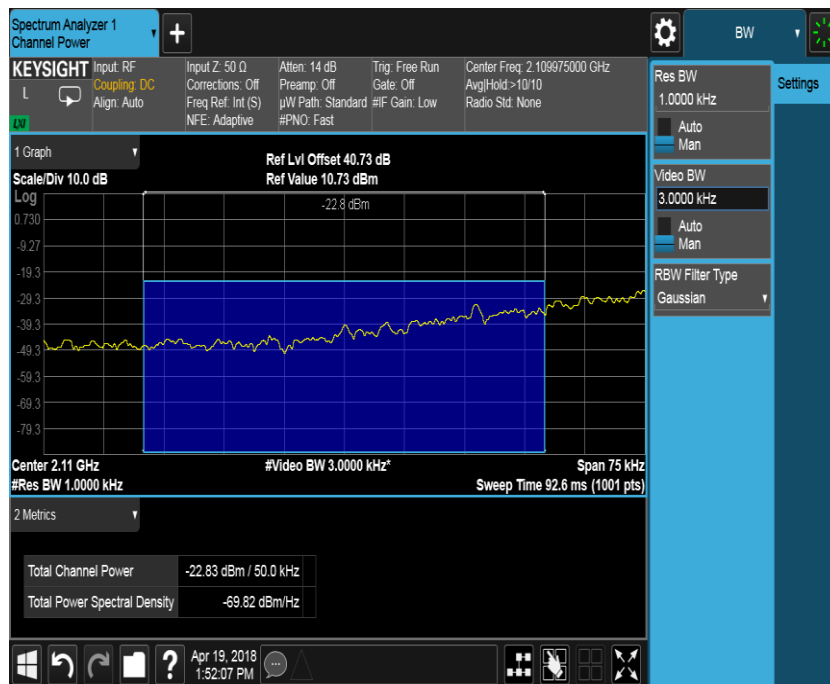 Spectrum Analyzer 1
Channel Power
+
BW
KEYSIGHT
L
LXI
Input: RF
Coupling: DC
Align: Auto
Input Z: 50 Ω
Corrections: Off
Freq Ref: Int (S)
NFE: Adaptive
Atten: 14 dB
Preamp: Off
µW Path: Standard
#PNO: Fast
Trig: Free Run
Gate: Off
#IF Gain: Low
Center Freq: 2.109975000 GHz
Avg|Hold:>10/10
Radio Std: None
Res BW
1.0000 kHz
Auto
Man
Video BW
3.0000 kHz
Auto
Man
RBW Filter Type
Gaussian
Settings
1 Graph
Scale/Div 10.0 dB
Ref Lvl Offset 40.73 dB
Ref Value 10.73 dBm
Log
-22.8 dBm
0.730
-9.27
-19.3
-29.3
-39.3
-49.3
-59.3
-69.3
-79.3
Center 2.11 GHz
#Video BW 3.0000 kHz*
Span 75 kHz
#Res BW 1.0000 kHz
Sweep Time 92.6 ms (1001 pts)
2 Metrics
Total Channel Power -22.83 dBm / 50.0 kHz
Total Power Spectral Density -69.82 dBm/Hz
?
Apr 19, 2018
1:52:07 PM